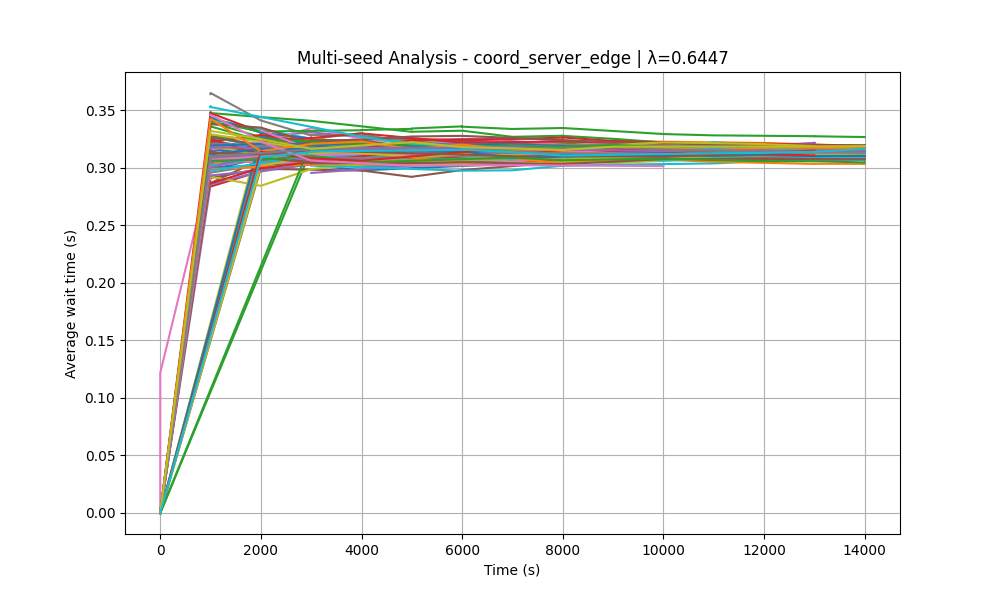 Multi-seed Analysis - coord_server_edge | λ=0.6447
Average wait time (s)
0.35
0.30
0.25
0.20
0.15
0.10
0.05
0.00
0 2000 4000 6000 8000 10000 12000 14000
Time (s)